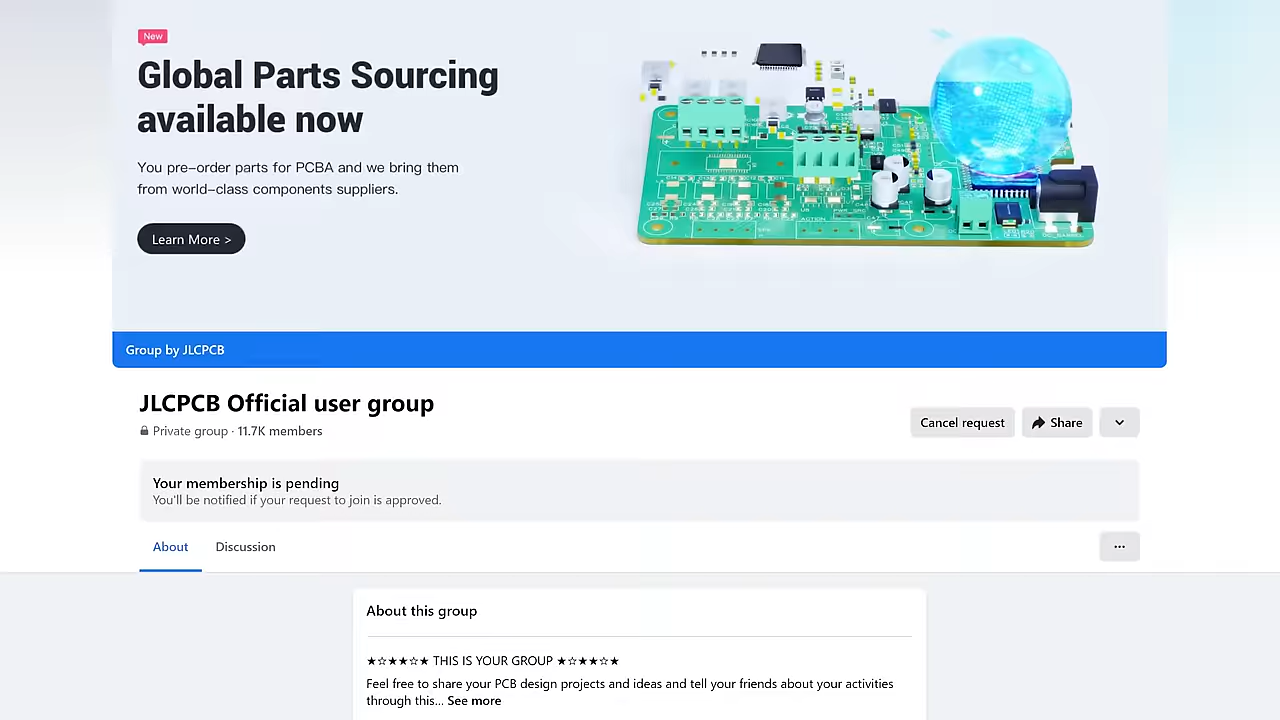 New
Global Parts Sourcing
available now
You pre-order parts for PCBA and we bring them
from world-class components suppliers.
Learn More >
Group by JLCPCB
JLCPCB Official user group
Private group · 11.7K members
Cancel request
Share
Your membership is pending
You'll be notified if your request to join is approved.
About
Discussion
...
About this group
★☆★★☆★ THIS IS YOUR GROUP ★☆★★☆★
Feel free to share your PCB design projects and ideas and tell your friends about your activities
through this... See more